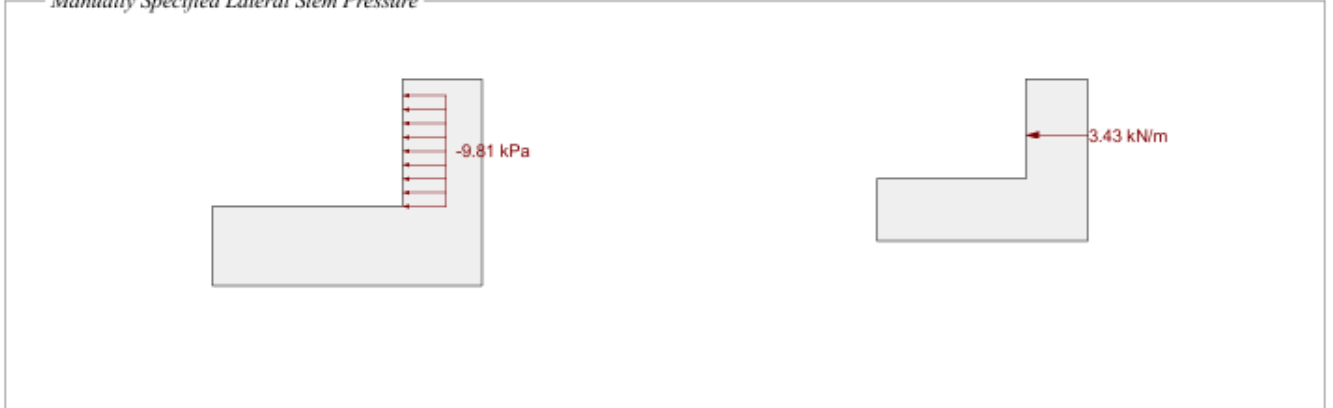 Manually Specified Lateral Stem Pressure
-9.81 kPa
3.43 kN/m